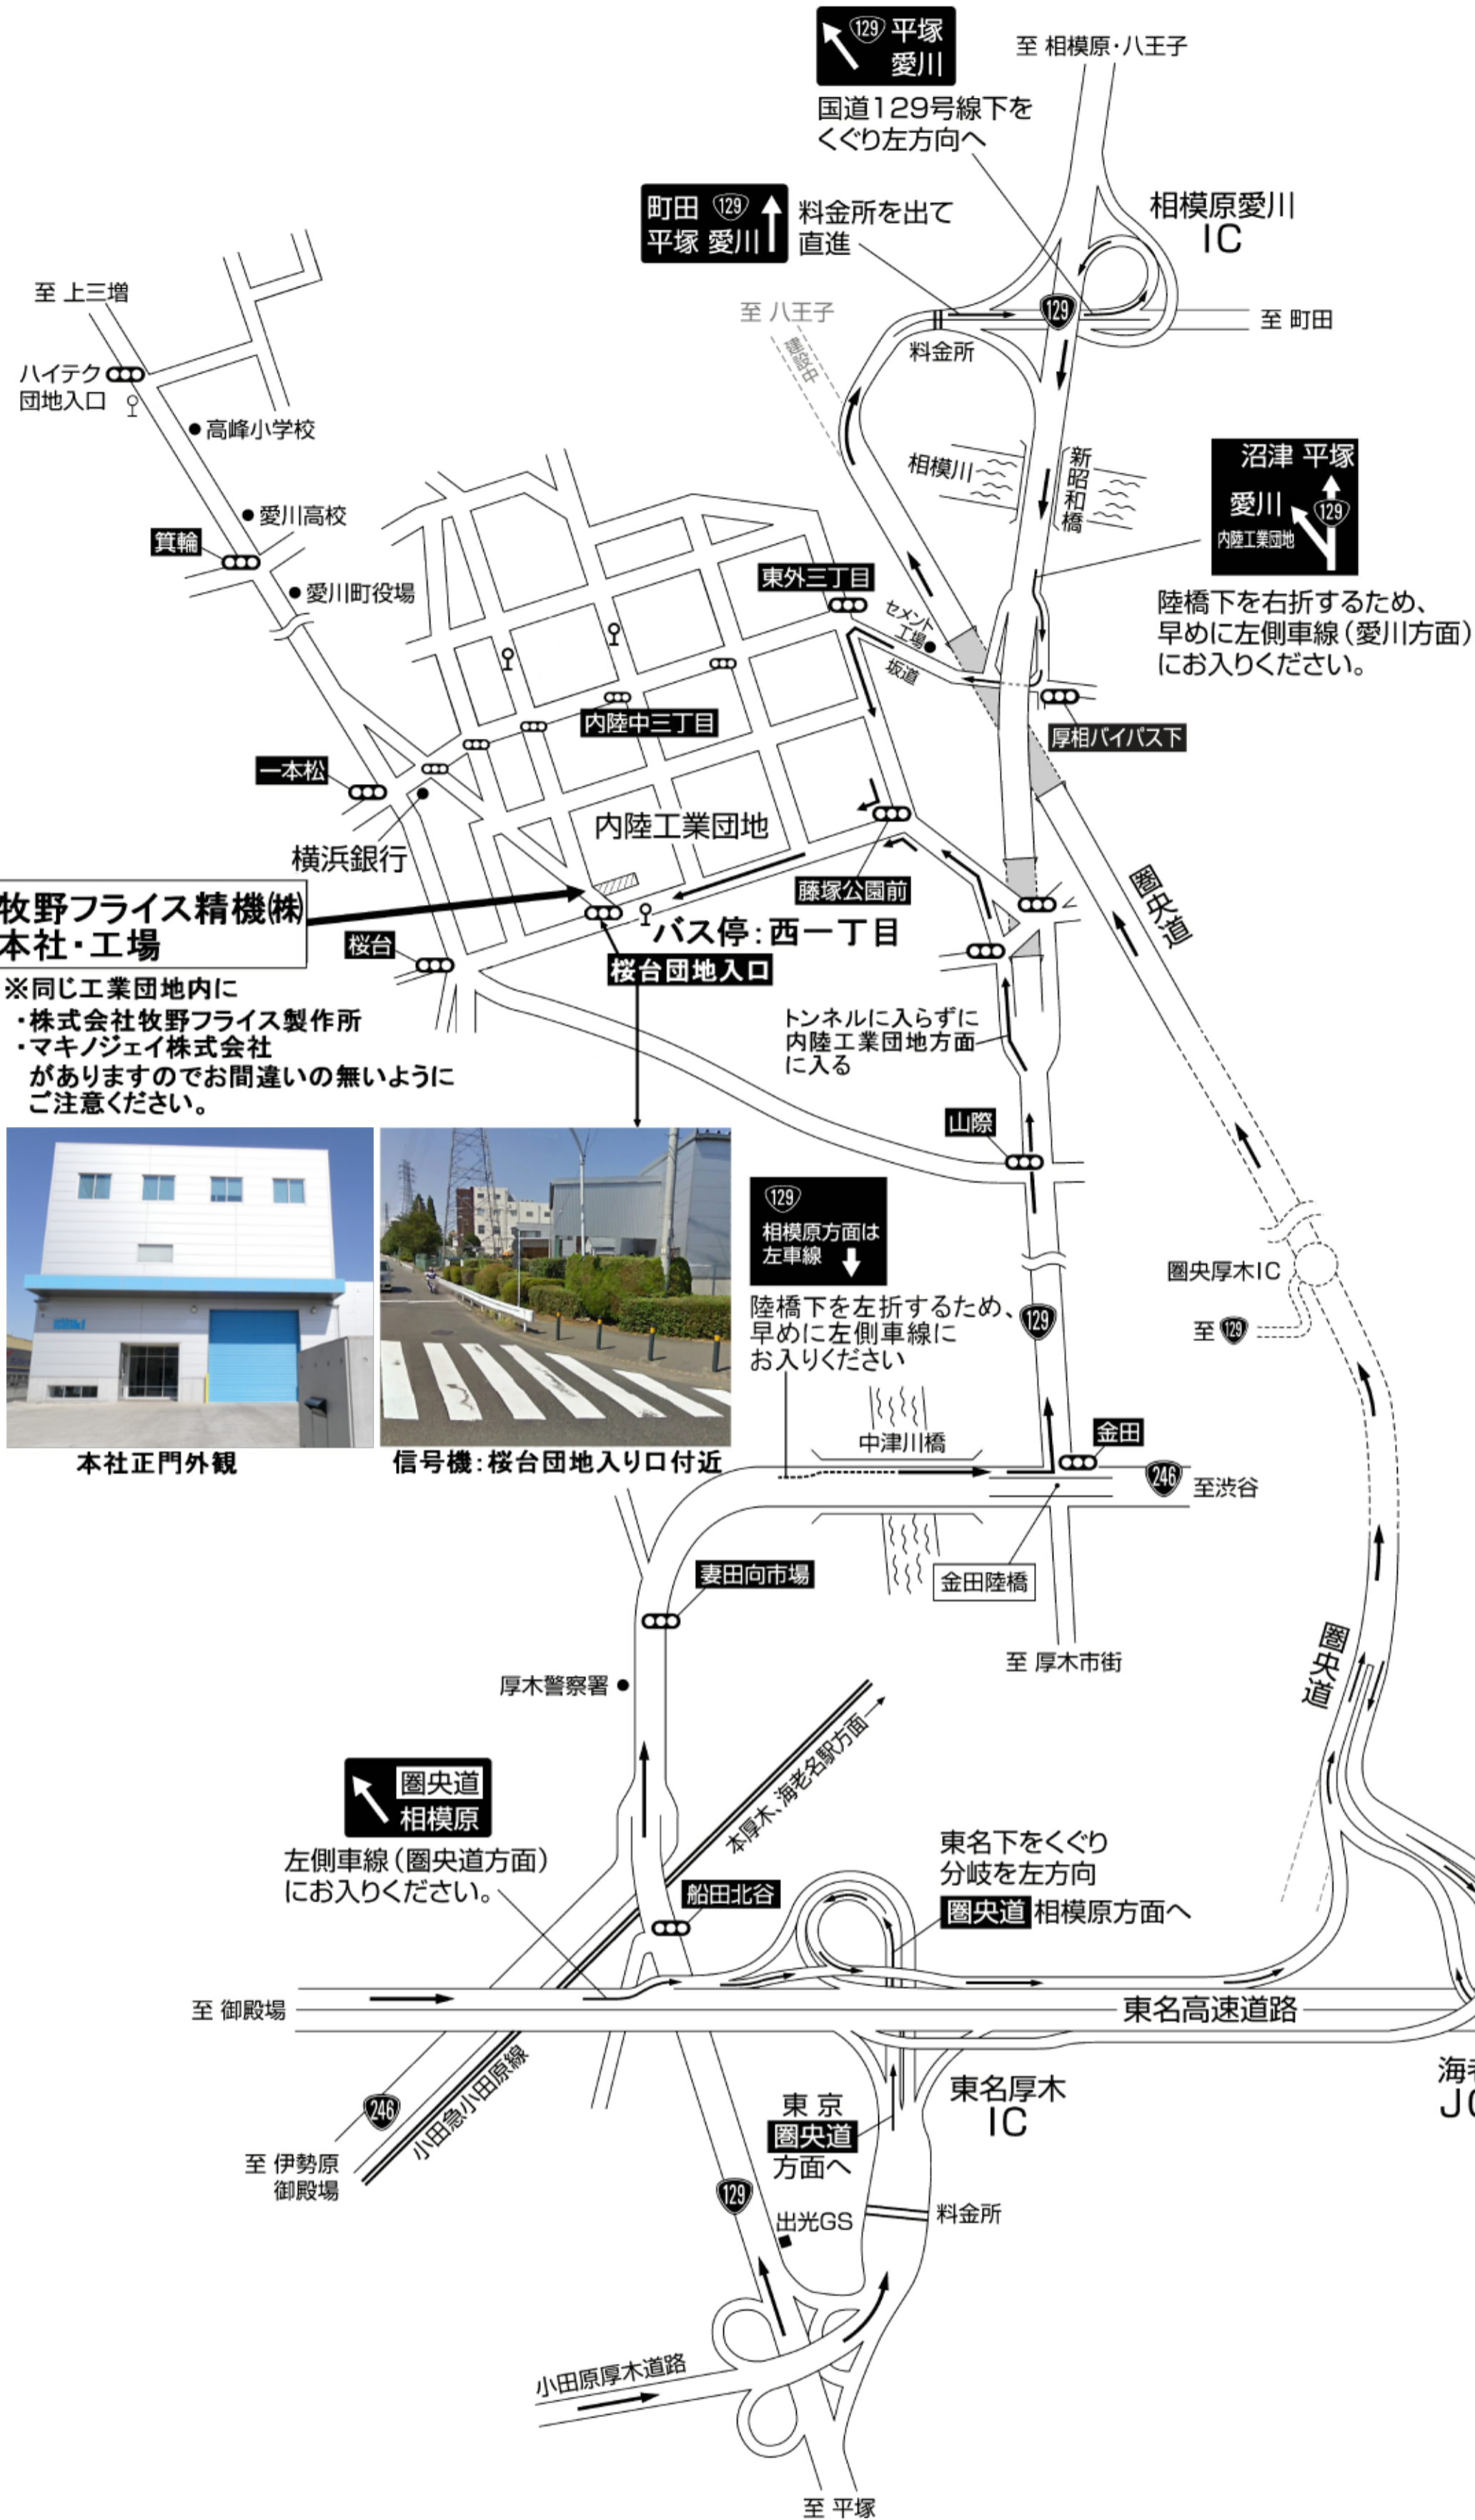 129 平塚
愛川
国道129号線下を
くぐり左方向へ
至 相模原・八王子
町田 129
平塚 愛川
料金所を出て
直進
相模原愛川
IC
至 上三増
至 八王子
建設中
129
至 町田
料金所
ハイテク
団地入口
高峰小学校
相模川
新昭和橋
沼津 平塚
愛川 129
内陸工業団地
陸橋下を右折するため、
早めに左側車線(愛川方面)
にお入りください。
愛川高校
箕輪
愛川町役場
東外三丁目
セメント
工場
坂道
内陸中三丁目
厚相バイパス下
一本松
横浜銀行
内陸工業団地
藤塚公園前
圏央道
牧野フライス精機㈱
本社・工場
バス停:西一丁目
桜台
桜台団地入口
※同じ工業団地内に
・株式会社牧野フライス製作所
・マキノジェイ株式会社
がありますのでお間違いの無いように
ご注意ください。
トンネルに入らずに
内陸工業団地方面
に入る
山際
129
相模原方面は
左車線
陸橋下を左折するため、
早めに左側車線に
お入りください
129
圏央厚木IC
至 129
本社正門外観
信号機:桜台団地入り口付近
中津川橋
金田
246
至渋谷
妻田向市場
金田陸橋
至 厚木市街
厚木警察署
圏央道
本厚木、海老名駅方面
圏央道
相模原
左側車線(圏央道方面)
にお入りください。
船田北谷
東名下をくぐり
分岐を左方向
圏央道 相模原方面へ
至 御殿場
東名高速道路
小田急小田原線
246
至 伊勢原
御殿場
東京
圏央道
方面へ
東名厚木
IC
海老
JC
129
出光GS
料金所
小田原厚木道路
至 平塚